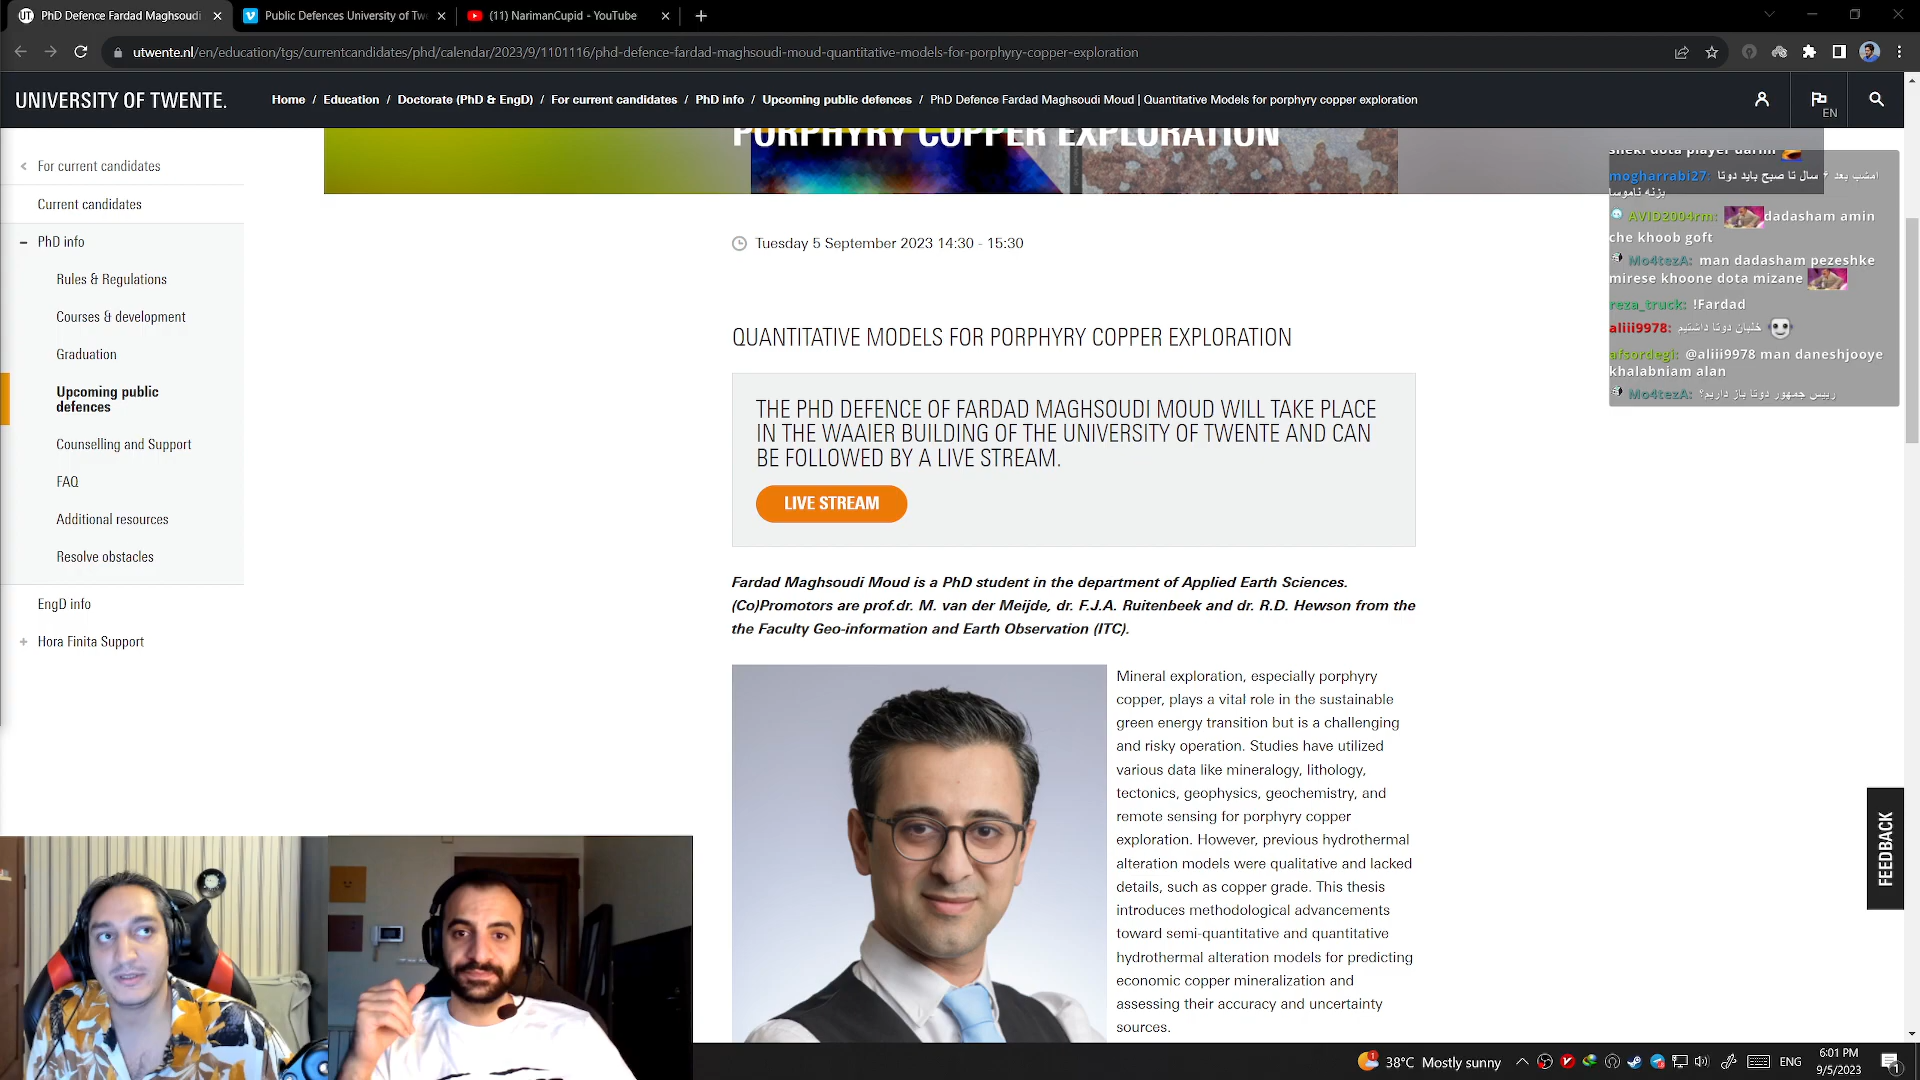 PhD Defence Fardad Maghsoudi
Public Defences University of Tw
(11) NarimanCupid - YouTube
utwente.nl/en/education/tgs/currentcandidates/phd/calendar/2023/9/1101116/phd-defence-fardad-maghsoudi-moud-quantitative-models-for-porphyry-copper-exploration
UNIVERSITY OF TWENTE.
Home / Education / Doctorate (PhD & EngD) / For current candidates / PhD info / Upcoming public defences / PhD Defence Fardad Maghsoudi Moud | Quantitative Models for porphyry copper exploration
EN
PORPHYRY COPPER EXPLORATION
For current candidates
Current candidates
PhD info
Rules & Regulations
Courses & development
Graduation
Upcoming public
defences
Counselling and Support
FAQ
Additional resources
Resolve obstacles
EngD info
Hora Finita Support
Tuesday 5 September 2023 14:30 - 15:30
QUANTITATIVE MODELS FOR PORPHYRY COPPER EXPLORATION
THE PHD DEFENCE OF FARDAD MAGHSOUDI MOUD WILL TAKE PLACE
IN THE WAAIER BUILDING OF THE UNIVERSITY OF TWENTE AND CAN
BE FOLLOWED BY A LIVE STREAM.
LIVE STREAM
Fardad Maghsoudi Moud is a PhD student in the department of Applied Earth Sciences.
(Co)Promotors are prof.dr. M. van der Meijde, dr. F.J.A. Ruitenbeek and dr. R.D. Hewson from the
the Faculty Geo-information and Earth Observation (ITC).
Mineral exploration, especially porphyry
copper, plays a vital role in the sustainable
green energy transition but is a challenging
and risky operation. Studies have utilized
various data like mineralogy, lithology,
tectonics, geophysics, geochemistry, and
remote sensing for porphyry copper
exploration. However, previous hydrothermal
alteration models were qualitative and lacked
details, such as copper grade. This thesis
introduces methodological advancements
toward semi-quantitative and quantitative
hydrothermal alteration models for predicting
economic copper mineralization and
assessing their accuracy and uncertainty
sources.
sheki dota player darim
mogharrabi27: امشب بعد ۶ سال تا صبح باید دوتا
بزنه ناموسا
AVID2004rm: dadasham amin
che khoob goft
Mo4tezA: man dadasham pezeshke
mirese khoone dota mizane
reza_truck: !Fardad
aliii9978: خلبان دوتا داشتیم
afsordegi: @aliii9978 man daneshjooye
khalabniam alan
Mo4tezA: رییس جمهور دوتا باز داریم؟
FEEDBACK
38°C Mostly sunny
ENG
6:01 PM
9/5/2023
1